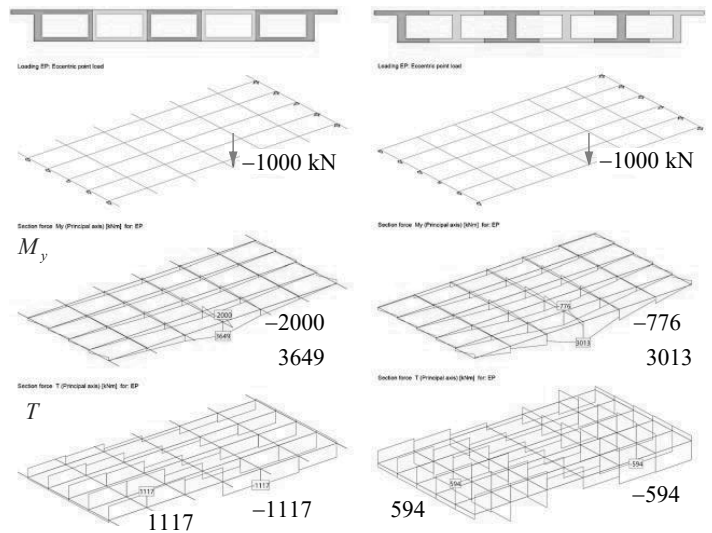 Loading EP: Eccentric point load
Loading EP: Eccentric point load
−1000 kN
−1000 kN
Section force My (Principal axis) [kNm] for: EP
Section force My (Principal axis) [kNm] for: EP
M y
-2000
3649
−2000
3649
-776
3013
−776
3013
Section force T (Principal axis) [kNm] for: EP
Section force T (Principal axis) [kNm] for: EP
T
1117
-1117
1117
−1117
-594
-594
594
−594